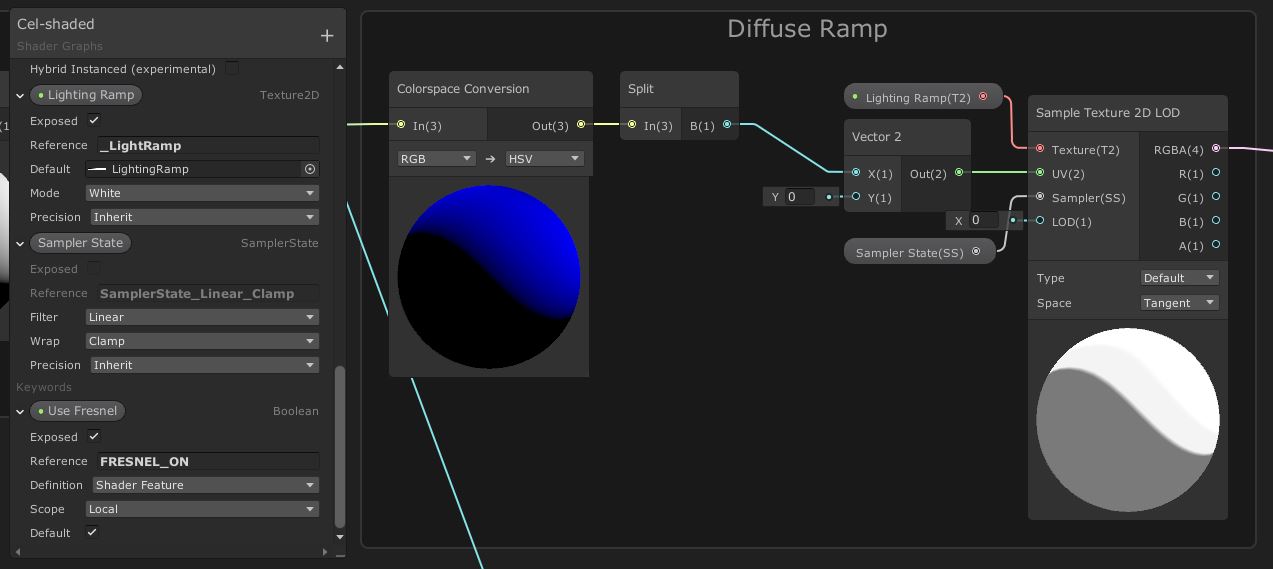 Cel-shaded
Shader Graphs
+
Hybrid Instanced (experimental)
Lighting Ramp Texture2D
Exposed
Reference _LightRamp
Default LightingRamp
Mode White
Precision Inherit
Sampler State SamplerState
Exposed
Reference SamplerState_Linear_Clamp
Filter Linear
Wrap Clamp
Precision Inherit
Keywords
Use Fresnel Boolean
Exposed
Reference FRESNEL_ON
Definition Shader Feature
Scope Local
Default
Diffuse Ramp
Colorspace Conversion
In(3) Out(3)
RGB → HSV
Split
In(3) B(1)
Lighting Ramp(T2)
Vector 2
X(1) Out(2)
Y 0 Y(1)
Sampler State(SS)
Sample Texture 2D LOD
Texture(T2) RGBA(4)
UV(2) R(1)
Sampler(SS) G(1)
X 0 LOD(1) B(1)
A(1)
Type Default
Space Tangent